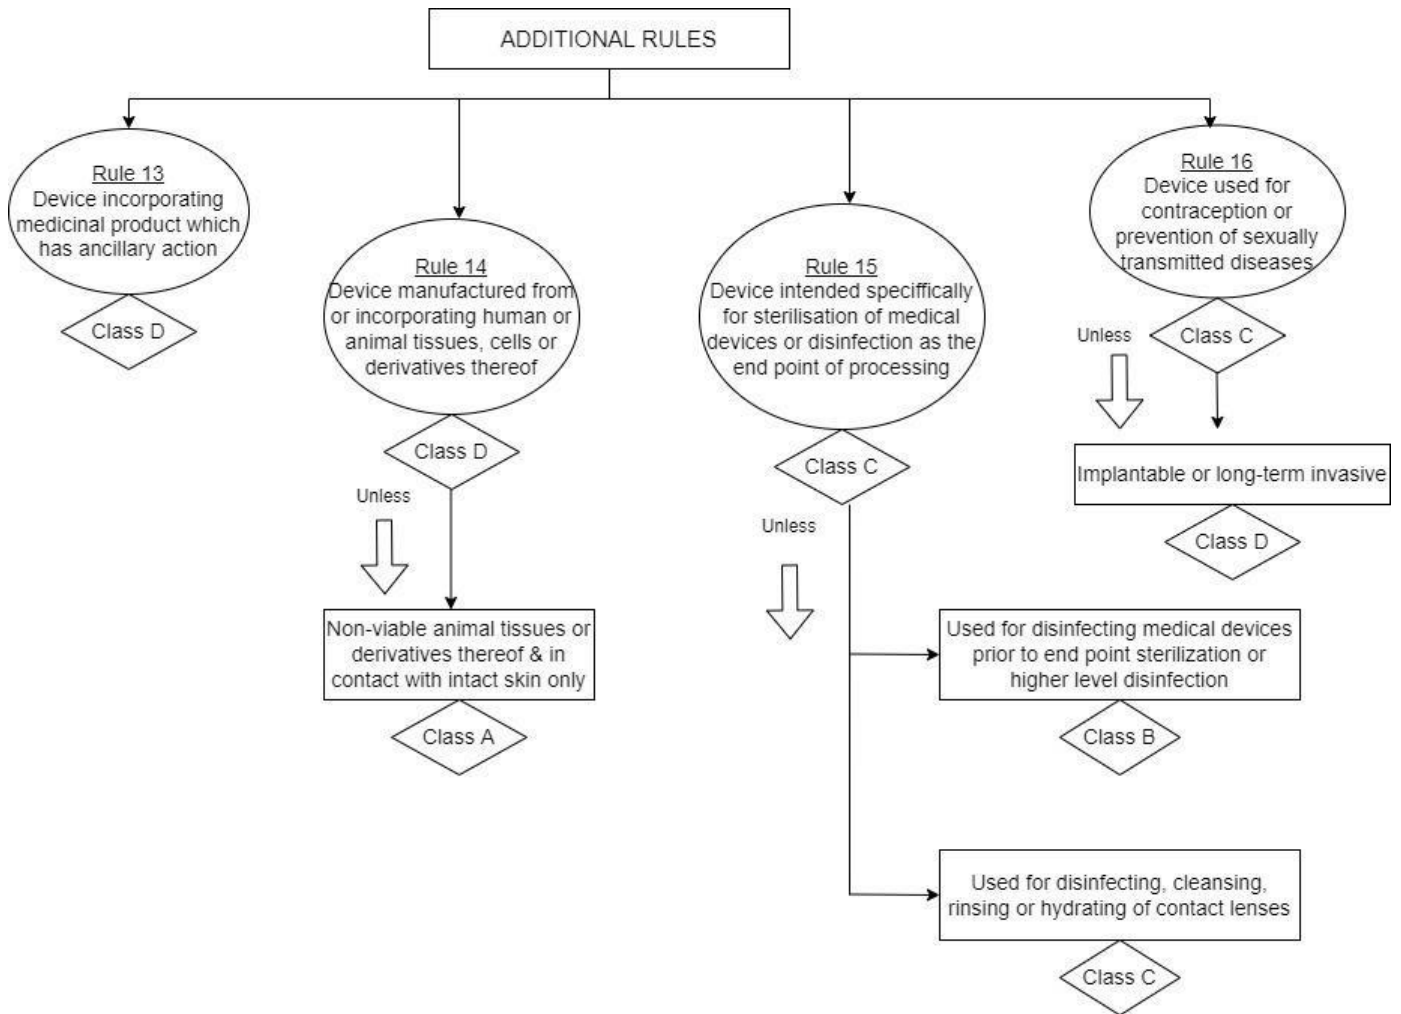 ADDITIONAL RULES
Rule 13
Device incorporating
medicinal product which
has ancillary action
Class D
Rule 14
Device manufactured from
or incorporating human or
animal tissues, cells or
derivatives thereof
Class D
Unless
Non-viable animal tissues or
derivatives thereof & in
contact with intact skin only
Class A
Rule 15
Device intended speciffically
for sterilisation of medical
devices or disinfection as the
end point of processing
Class C
Unless
Used for disinfecting medical devices
prior to end point sterilization or
higher level disinfection
Class B
Used for disinfecting, cleansing,
rinsing or hydrating of contact lenses
Class C
Rule 16
Device used for
contraception or
prevention of sexually
transmitted diseases
Class C
Unless
Implantable or long-term invasive
Class D